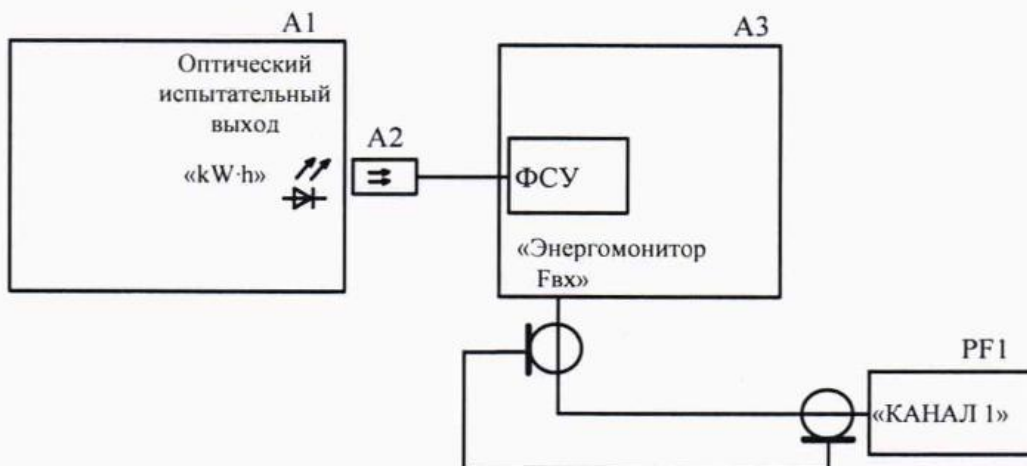 A1
Оптический
испытательный
выход
«kW·h»
A2
A3
ФСУ
«Энергомонитор
Fвх»
PF1
«КАНАЛ 1»